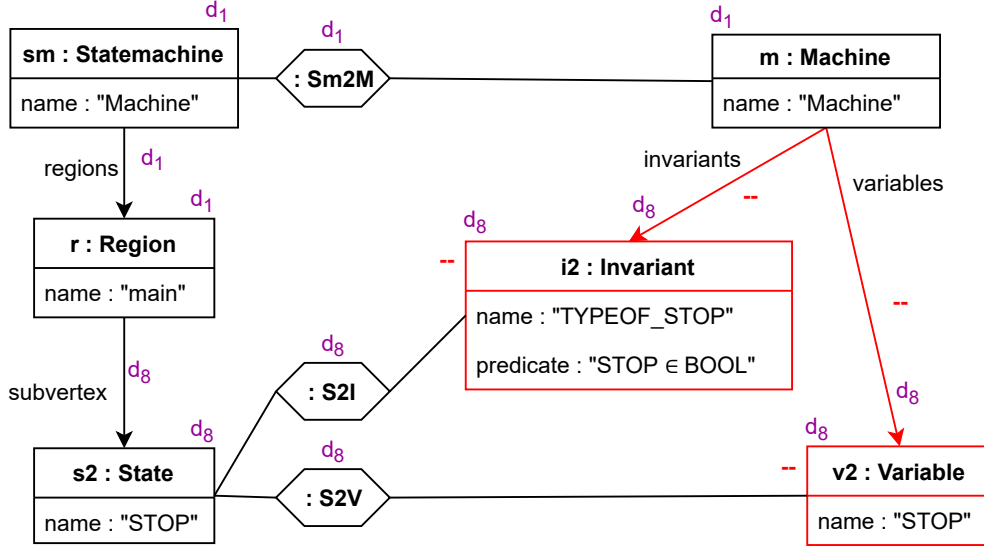 d1
sm : Statemachine
name : "Machine"
d1
: Sm2M
d1
m : Machine
name : "Machine"
regions
d1
invariants
--
variables
--
d1
r : Region
name : "main"
d8
d8
--
i2 : Invariant
name : "TYPEOF_STOP"
predicate : "STOP ∈ BOOL"
subvertex
d8
d8
: S2I
d8
d8
s2 : State
name : "STOP"
d8
: S2V
d8
--
v2 : Variable
name : "STOP"